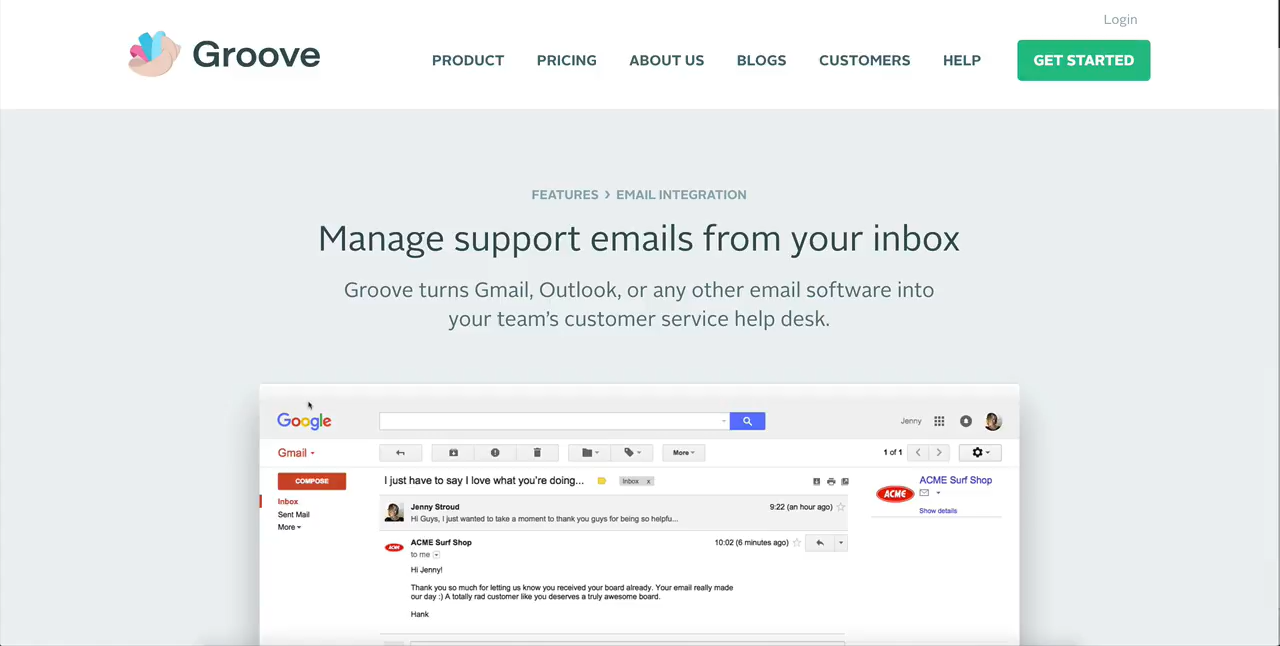 Login
Groove
PRODUCT PRICING ABOUT US BLOGS CUSTOMERS HELP GET STARTED
FEATURES > EMAIL INTEGRATION
Manage support emails from your inbox
Groove turns Gmail, Outlook, or any other email software into
your team's customer service help desk.
Google
Jenny
Gmail
More
1 of 1
COMPOSE
I just have to say I love what you're doing...
Inbox x
ACME
ACME Surf Shop
Show details
Inbox
Sent Mail
More
Jenny Stroud
9:22 (an hour ago)
Hi Guys, I just wanted to take a moment to thank you guys for being so helpfu...
ACME
ACME Surf Shop
10:02 (6 minutes ago)
to me
Hi Jenny!
Thank you so much for letting us know you received your board already. Your email really made
our day :) A totally rad customer like you deserves a truly awesome board.
Hank